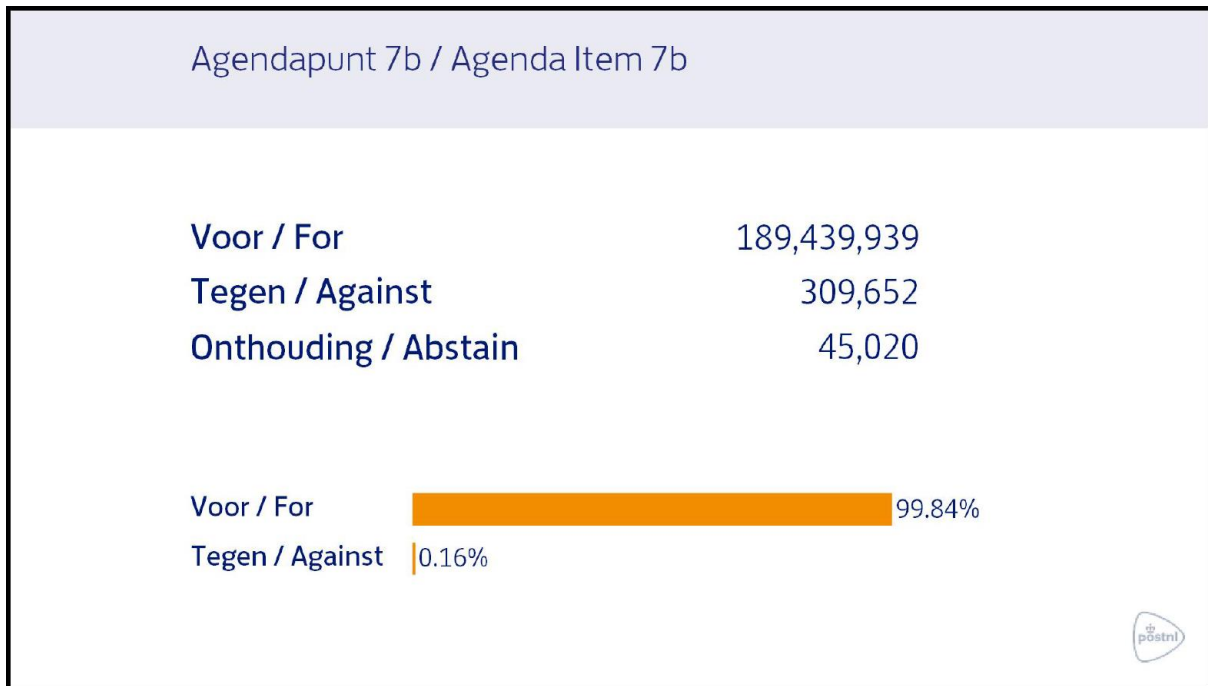 Agendapunt 7b / Agenda Item 7b
Voor / For 189,439,939
Tegen / Against 309,652
Onthouding / Abstain 45,020
Voor / For 99.84%
Tegen / Against 0.16%
postnl